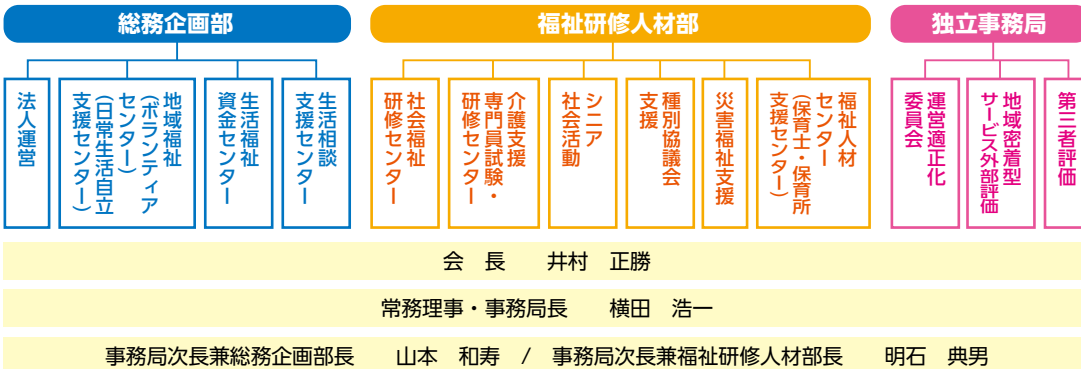 総務企画部
法人運営
地域福祉
(ボランティア
センター)
(日常生活自立
支援センター)
生活福祉
資金センター
生活相談
支援センター
福祉研修人材部
社会福祉
研修センター
介護支援
専門員試験・
研修センター
シニア
社会活動
種別協議会
支援
災害福祉支援
福祉人材
センター
(保育士・保育所
支援センター)
独立事務局
運営適正化
委員会
地域密着型
サービス外部評価
第三者評価
会 長 井村 正勝
常務理事・事務局長 横田 浩一
事務局次長兼総務企画部長 山本 和寿 / 事務局次長兼福祉研修人材部長 明石 典男